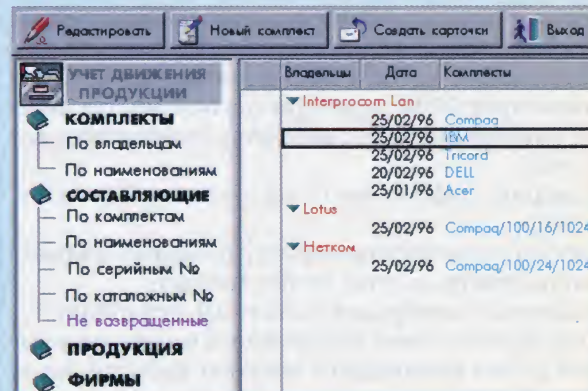 Редактировать Новый комплект Создать карточки Выход
УЧЕТ ДВИЖЕНИЯ
ПРОДУКЦИИ
КОМПЛЕКТЫ
По владельцам
По наименованиям
СОСТАВЛЯЮЩИЕ
По комплектам
По наименованиям
По серийным №
По каталожным №
Не возвращенные
ПРОДУКЦИЯ
ФИРМЫ
Владельцы Дата Комплекты
Interprocom Lan
25/02/96 Compaq
25/02/96 IBM
25/02/96 Tricord
20/02/96 DELL
25/01/96 Acer
Lotus
25/02/96 Compaq/100/16/1024
Нетком
25/02/96 Compaq/100/24/1024